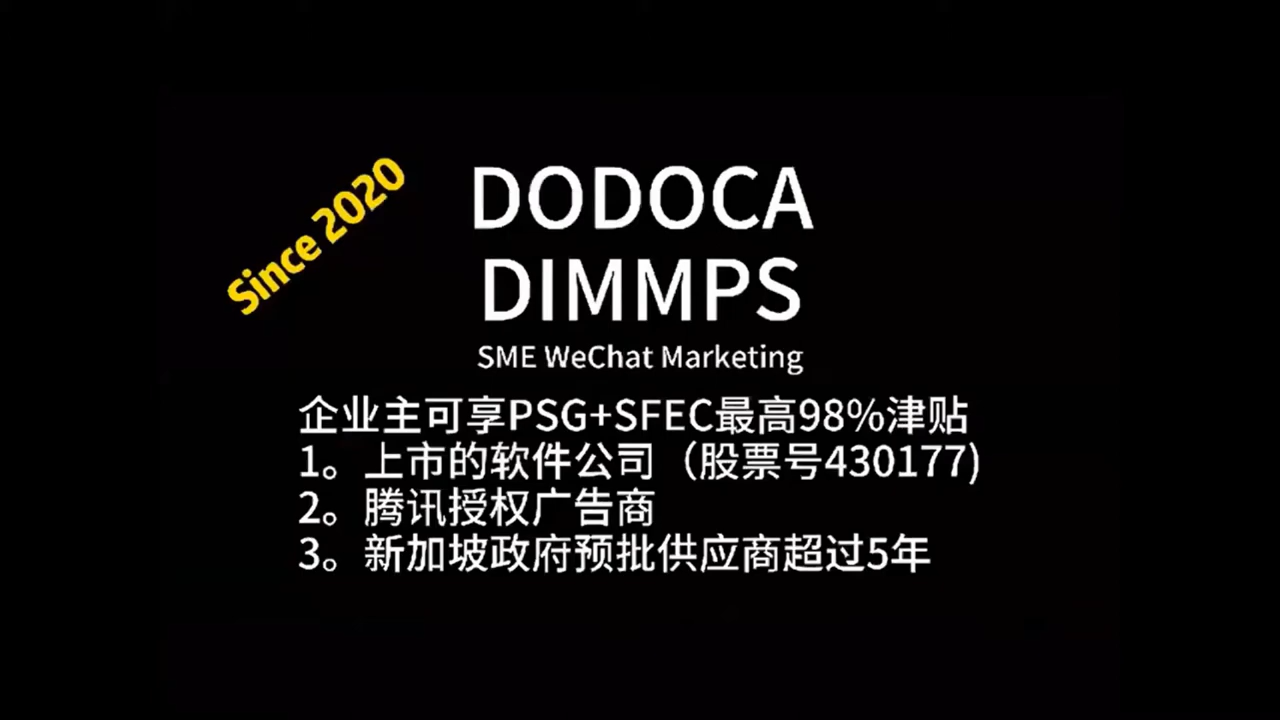 Since 2020
DODOCA
DIMMPS
SME WeChat Marketing
企业主可享PSG+SFEC最高98%津贴
1。上市的软件公司（股票号430177)
2。腾讯授权广告商
3。新加坡政府预批供应商超过5年